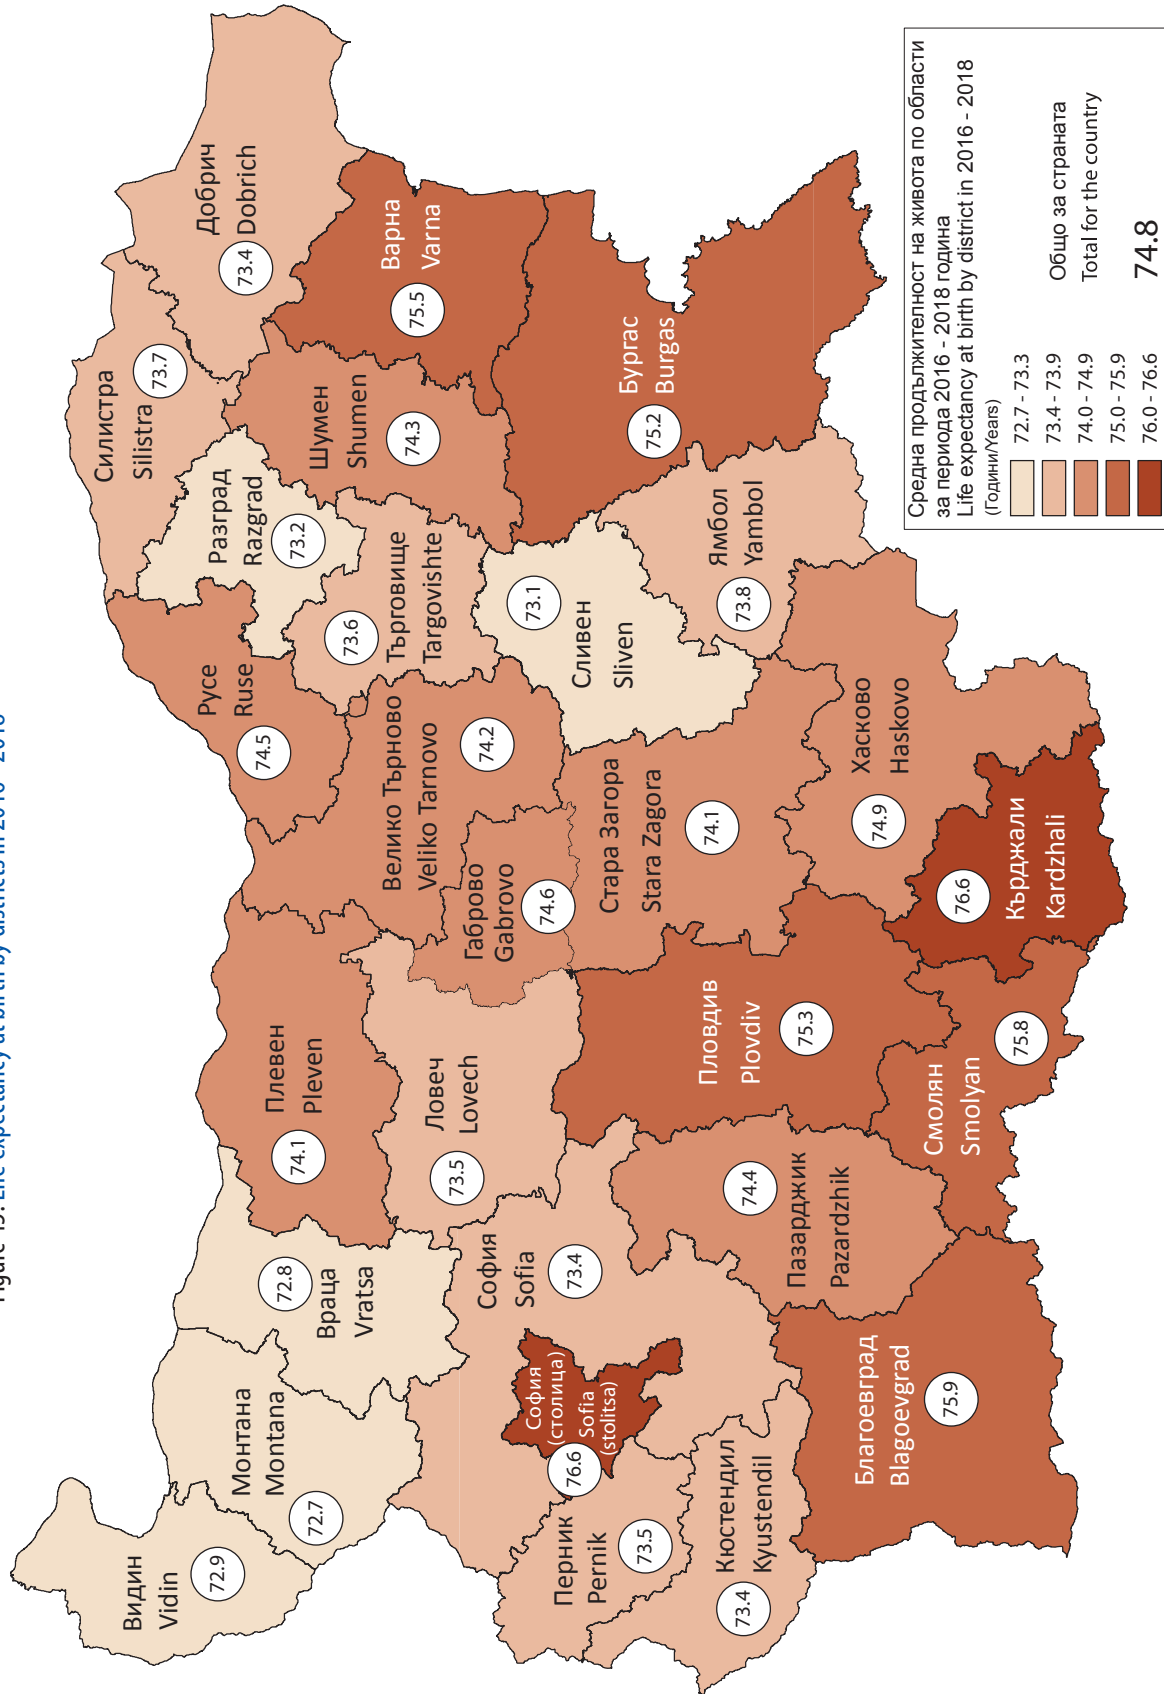 Видин
Vidin
72.9
Монтана
Montana
72.7
Враца
Vratsa
72.8
Плевен
Pleven
74.1
Ловеч
Lovech
73.5
Велико Търново
Veliko Tarnovo
74.2
Габрово
Gabrovo
74.6
Русе
Ruse
74.5
Разград
Razgrad
73.2
Силистра
Silistra
73.7
Добрич
Dobrich
73.4
Търговище
Targovishte
73.6
Шумен
Shumen
74.3
Варна
Varna
75.5
Бургас
Burgas
75.2
Сливен
Sliven
73.1
Ямбол
Yambol
73.8
Стара Загора
Stara Zagora
74.1
Хасково
Haskovo
74.9
Кърджали
Kardzhali
76.6
Пловдив
Plovdiv
75.3
Смолян
Smolyan
75.8
Пазарджик
Pazardzhik
74.4
София
Sofia
73.4
София
(столица)
Sofia
(stolitsa)
76.6
Перник
Pernik
73.5
Кюстендил
Kyustendil
73.4
Благоевград
Blagoevgrad
75.9
Средна продължителност на живота по области
за периода 2016 - 2018 година
Life expectancy at birth by district in 2016 - 2018
(Години/Years)
72.7 - 73.3
73.4 - 73.9
74.0 - 74.9
75.0 - 75.9
76.0 - 76.6
Общо за страната
Total for the country
74.8